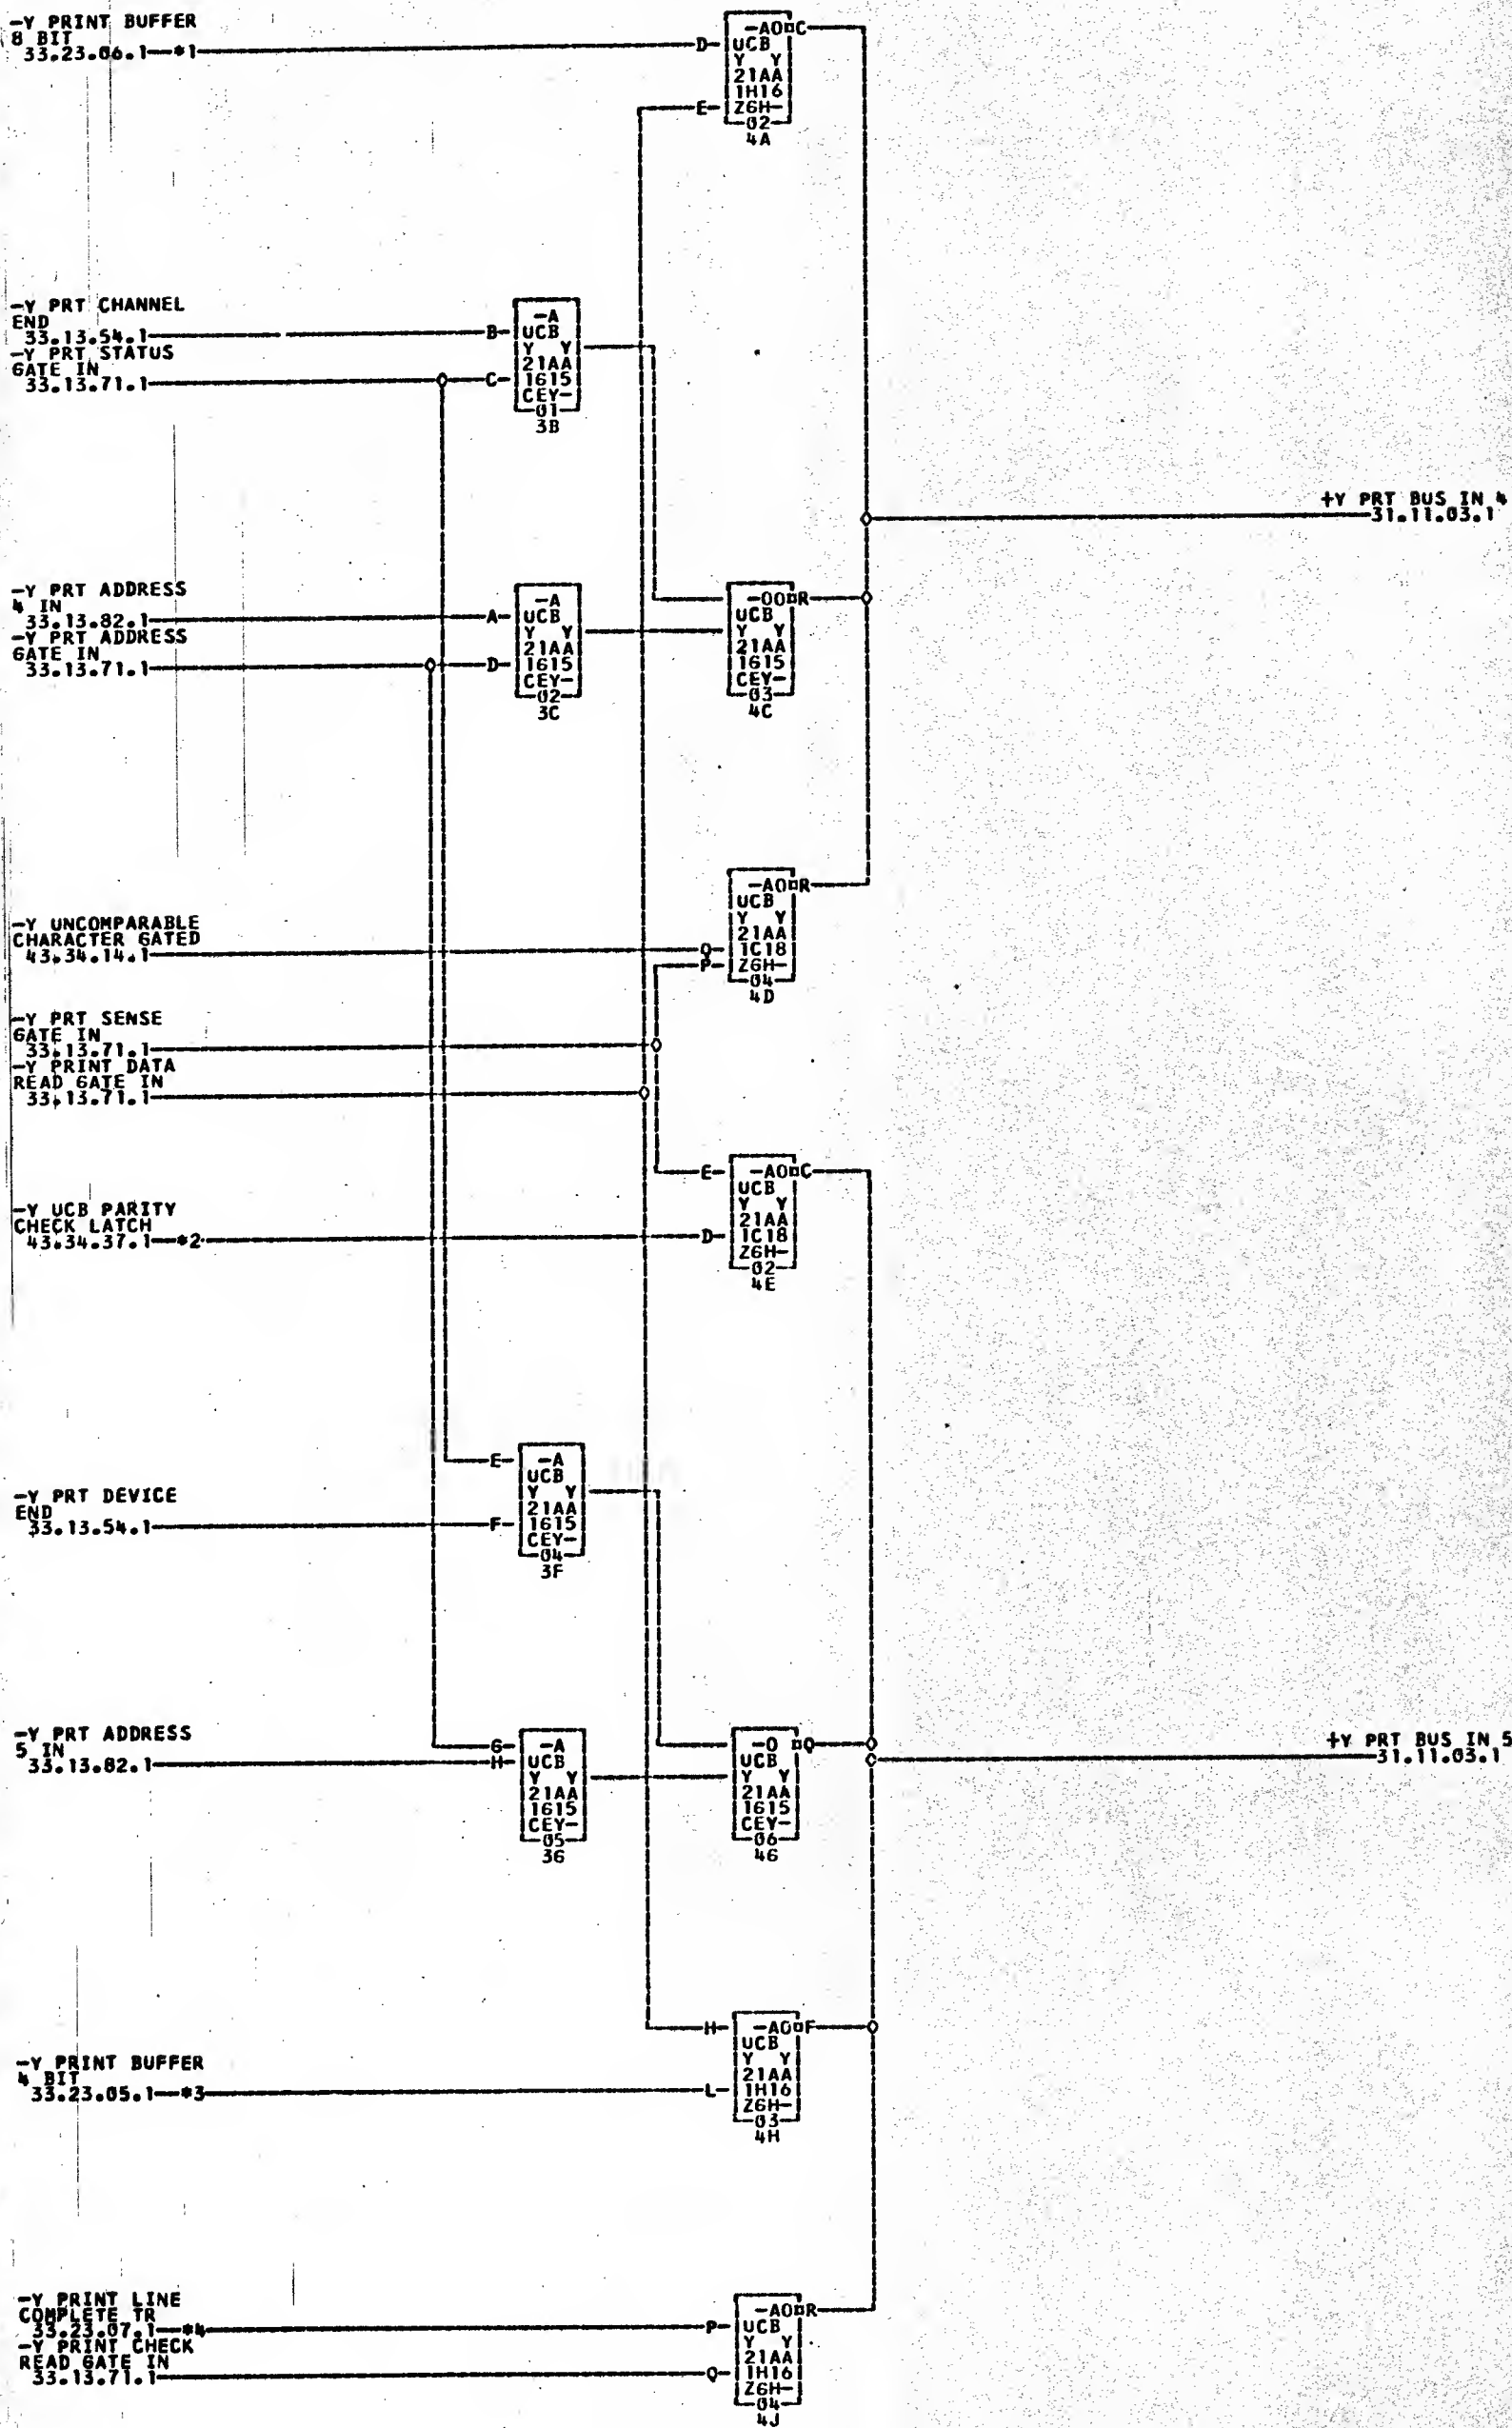 -Y PRINT BUFFER
8 BIT
33.23.06.1—*1
D
E
-AO C
UCB
Y Y
21AA
1H16
Z6H-
02
4A
-Y PRT CHANNEL
END
33.13.54.1
-Y PRT STATUS
GATE IN
33.13.71.1
B
C
-A
UCB
Y Y
21AA
1615
CEY-
01
3B
+Y PRT BUS IN 4
31.11.03.1
-Y PRT ADDRESS
4 IN
33.13.82.1
-Y PRT ADDRESS
GATE IN
33.13.71.1
A
D
-A
UCB
Y Y
21AA
1615
CEY-
02
3C
-OO R
UCB
Y Y
21AA
1615
CEY-
03
4C
-Y UNCOMPARABLE
CHARACTER GATED
43.34.14.1
Q
P
-AO R
UCB
Y Y
21AA
1C18
Z6H-
04
4D
-Y PRT SENSE
GATE IN
33.13.71.1
-Y PRINT DATA
READ GATE IN
33.13.71.1
-Y UCB PARITY
CHECK LATCH
43.34.37.1—*2
E
D
-AO C
UCB
Y Y
21AA
1C18
Z6H-
02
4E
-Y PRT DEVICE
END
33.13.54.1
E
F
-A
UCB
Y Y
21AA
1615
CEY-
04
3F
-Y PRT ADDRESS
5 IN
33.13.82.1
G
H
-A
UCB
Y Y
21AA
1615
CEY-
05
3G
-O Q
UCB
Y Y
21AA
1615
CEY-
06
4G
+Y PRT BUS IN 5
31.11.03.1
-Y PRINT BUFFER
4 BIT
33.23.05.1—*3
H
L
-AO F
UCB
Y Y
21AA
1H16
Z6H-
03
4H
-Y PRINT LINE
COMPLETE TR
33.23.07.1—*4
-Y PRINT CHECK
READ GATE IN
33.13.71.1
P
Q
-AO R
UCB
Y Y
21AA
1H16
Z6H-
04
4J